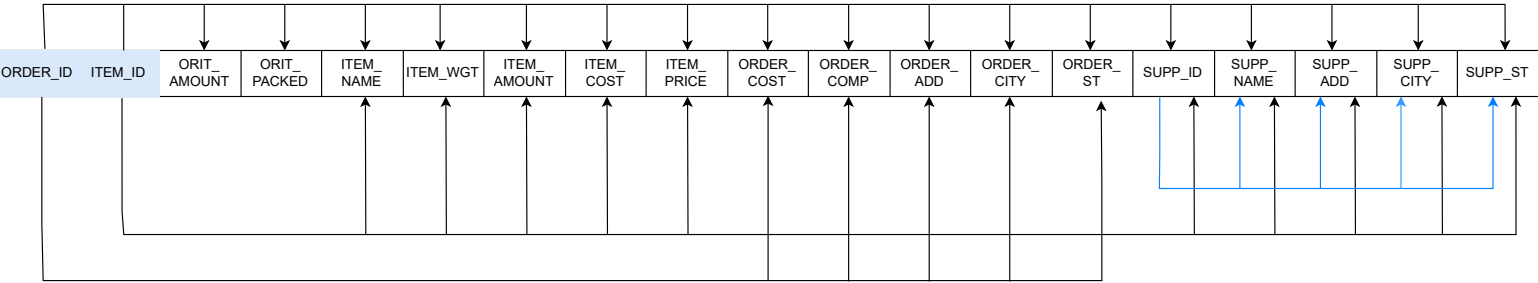 ORDER_ID
ITEM_ID
ORIT_
AMOUNT
ORIT_
PACKED
ITEM_
NAME
ITEM_WGT
ITEM_
AMOUNT
ITEM_
COST
ITEM_
PRICE
ORDER_
COST
ORDER_
COMP
ORDER_
ADD
ORDER_
CITY
ORDER_
ST
SUPP_ID
SUPP_
NAME
SUPP_
ADD
SUPP_
CITY
SUPP_ST